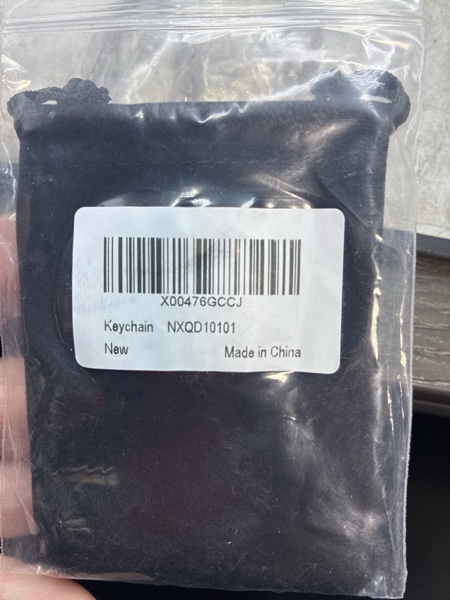 X00476GCCJ
Keychain NXQD10101
New Made in China